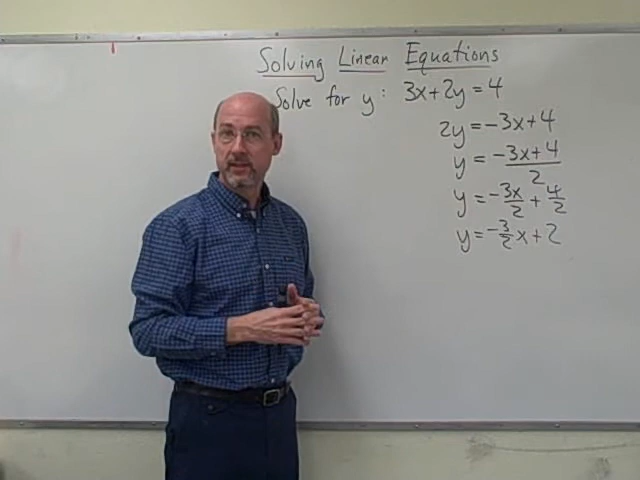 Solving Linear Equations
Solve for y: 3x+2y=4
2y=-3x+4
y=-3x+4/2
y=-3x/2+4/2
y=-3/2x+2